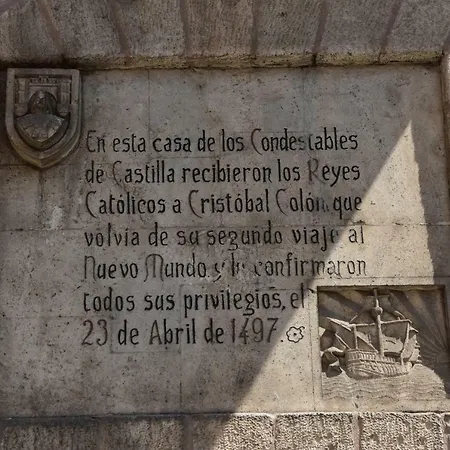 En esta casa de los Condestables
de Castilla recibieron los Reyes
Católicos a Cristóbal Colón que
volvia de su segundo viaje al
Nuevo Mundo y le confirmaron
todos sus privilegios, el
23 de Abril de 1497.